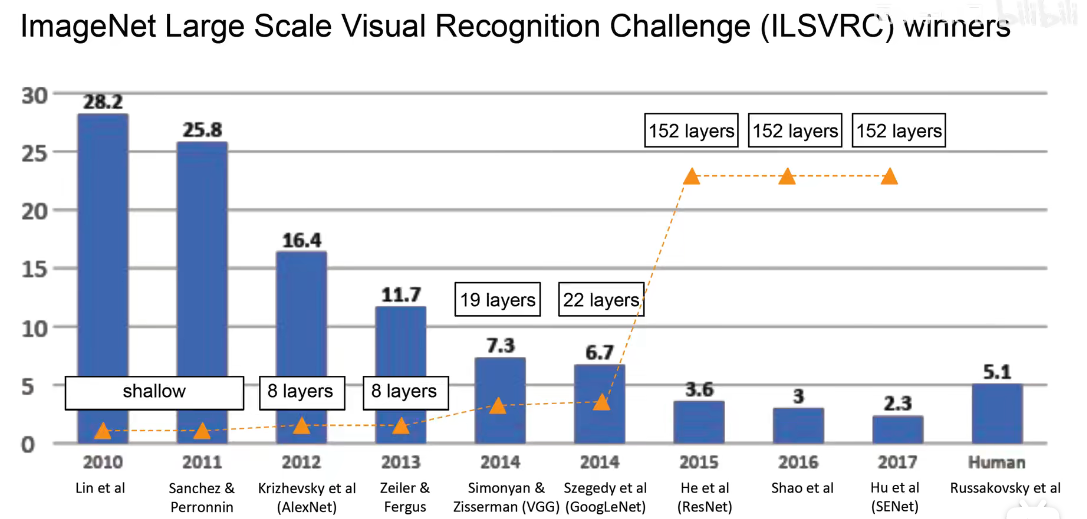 ImageNet Large Scale Visual Recognition Challenge (ILSVRC) winners
bilibili
30
25
20
15
10
5
0
28.2
25.8
16.4
11.7
7.3
6.7
3.6
3
2.3
5.1
shallow
8 layers
8 layers
19 layers
22 layers
152 layers
152 layers
152 layers
2010
2011
2012
2013
2014
2014
2015
2016
2017
Human
Lin et al
Sanchez &
Perronnin
Krizhevsky et al
(AlexNet)
Zeiler &
Fergus
Simonyan &
Zisserman (VGG)
Szegedy et al
(GoogLeNet)
He et al
(ResNet)
Shao et al
Hu et al
(SENet)
Russakovsky et al